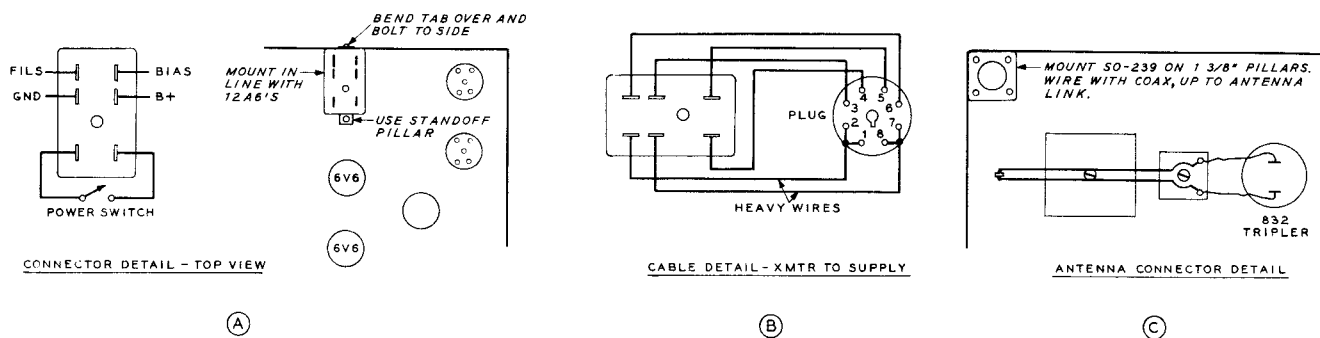 BEND TAB OVER AND
BOLT TO SIDE
FILS
BIAS
GND
B+
POWER SWITCH
MOUNT IN
LINE WITH
12A6'S
USE STANDOFF
PILLAR
6V6
6V6
CONNECTOR DETAIL - TOP VIEW
A
PLUG
4
5
3
6
2
7
1
8
HEAVY WIRES
CABLE DETAIL - XMTR TO SUPPLY
B
MOUNT SO-239 ON 1 3/8" PILLARS.
WIRE WITH COAX, UP TO ANTENNA
LINK.
832
TRIPLER
ANTENNA CONNECTOR DETAIL
C